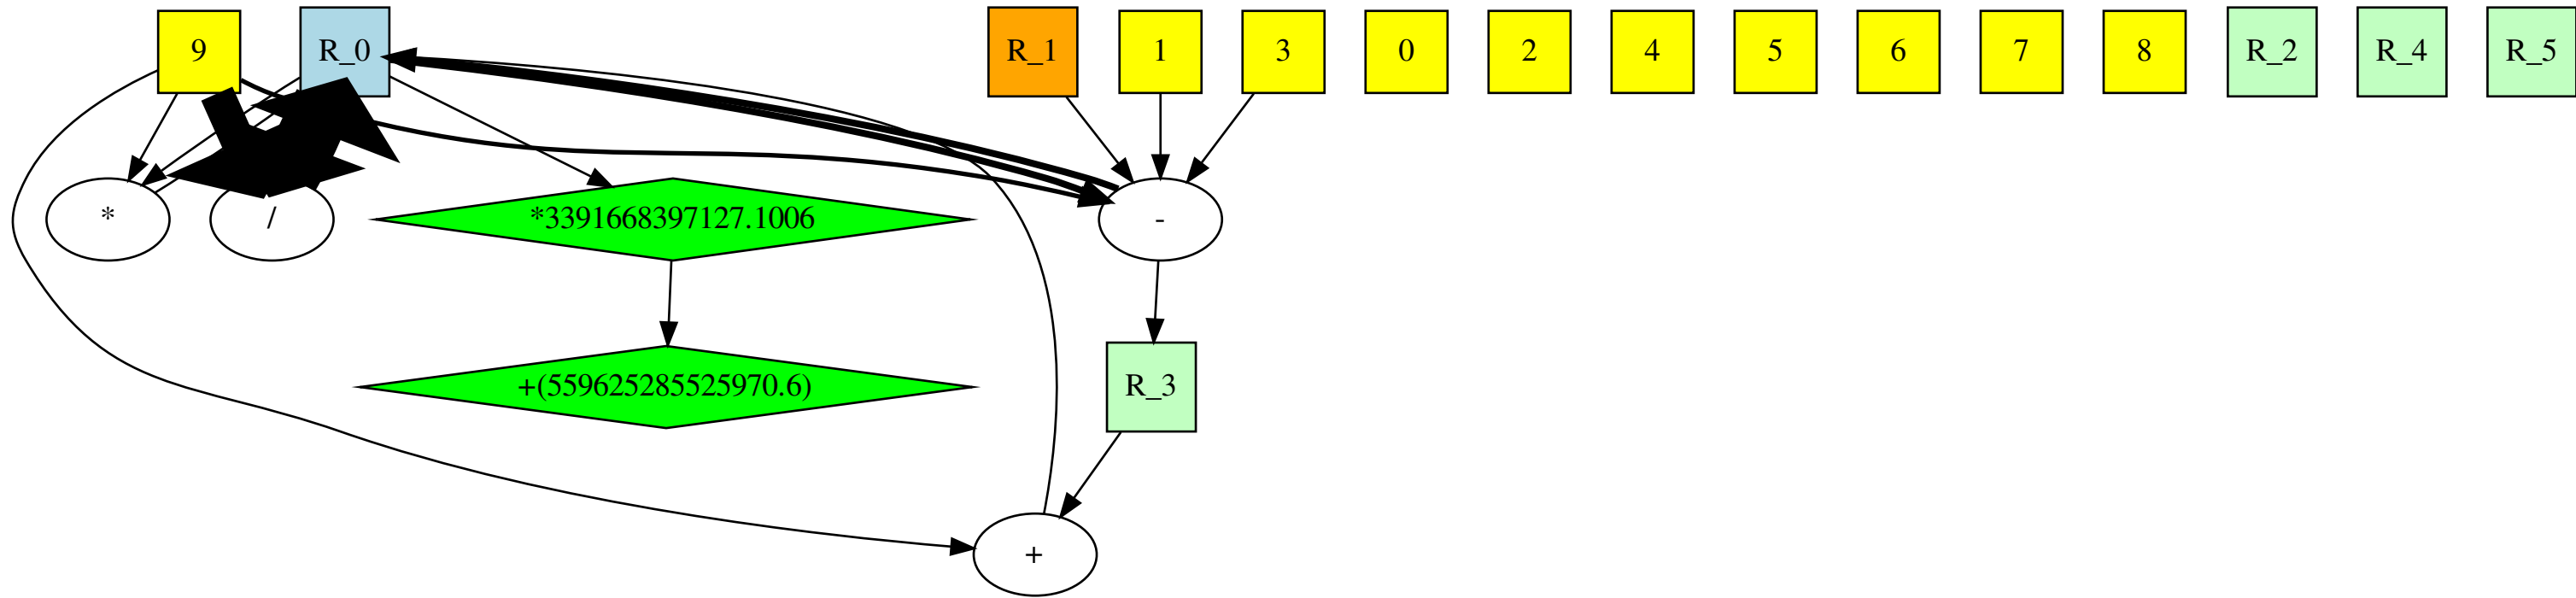 9
R_0
R_1
1
3
0
2
4
5
6
7
8
R_2
R_4
R_5
*
/
*3391668397127.1006
-
+(559625285525970.6)
R_3
+